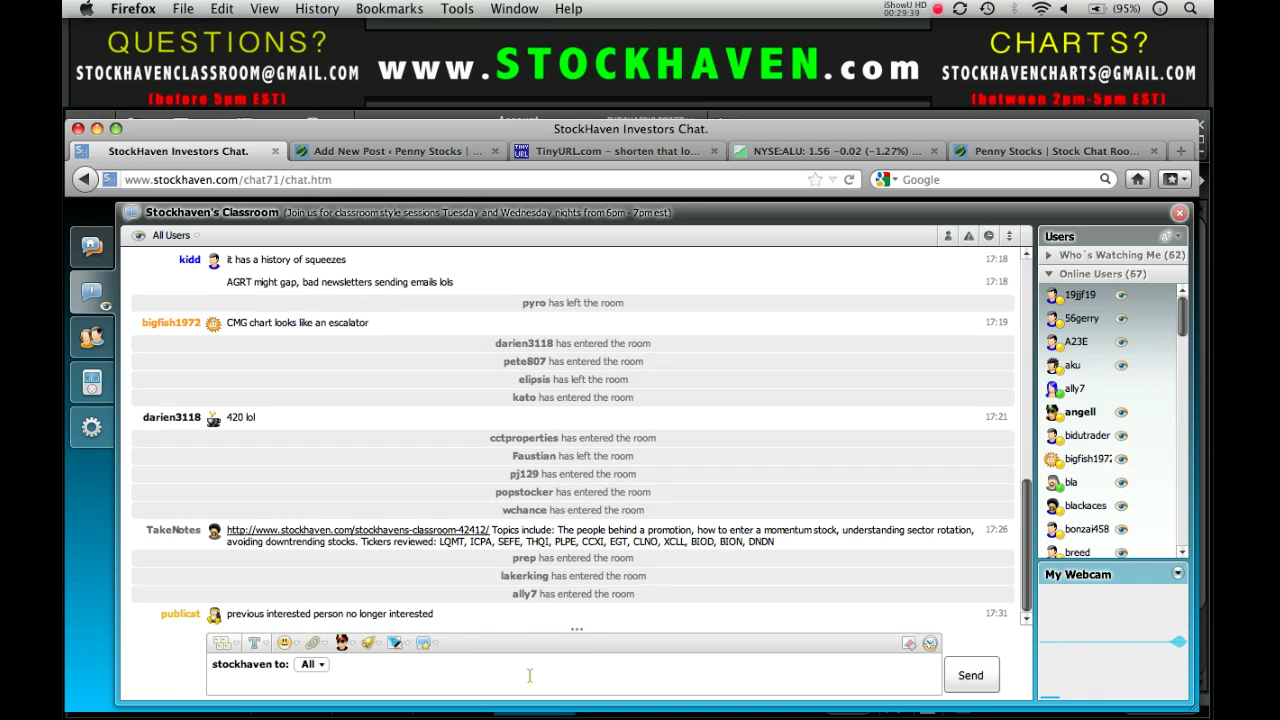 Firefox File Edit View History Bookmarks Tools Window Help
iShowU HD
00:29:39
(95%)
QUESTIONS?
STOCKHAVENCLASSROOM@GMAIL.COM
(before 5pm EST)
www.STOCKHAVEN.com
CHARTS?
STOCKHAVENCHARTS@GMAIL.COM
(between 2pm-5pm EST)
StockHaven Investors Chat.
StockHaven Investors Chat. Add New Post ‹ Penny Stocks | ... TinyURL.com – shorten that lo... NYSE:ALU: 1.56 -0.02 (-1.27%) ... Penny Stocks | Stock Chat Roo...
www.stockhaven.com/chat71/chat.htm
Google
Stockhaven's Classroom (Join us for classroom style sessions Tuesday and Wednesday nights from 6pm - 7pm est)
All Users
kidd it has a history of squeezes 17:18
AGRT might gap, bad newsletters sending emails lols 17:18
pyro has left the room
bigfish1972 CMG chart looks like an escalator 17:19
darien3118 has entered the room
pete807 has entered the room
elipsis has left the room
kato has entered the room
darien3118 420 lol 17:21
cctproperties has entered the room
Faustian has left the room
pj129 has entered the room
popstocker has entered the room
wchance has entered the room
TakeNotes http://www.stockhaven.com/stockhavens-classroom-42412/ Topics include: The people behind a promotion, how to enter a momentum stock, understanding sector rotation, 17:26
avoiding downtrending stocks. Tickers reviewed: LQMT, ICPA, SEFE, THQI, PLPE, CCXI, EGT, CLNO, XCLL, BIOD, BION, DNDN
prep has entered the room
lakerking has entered the room
ally7 has entered the room
publicst previous interested person no longer interested 17:31
stockhaven to: All
Send
Users
Who's Watching Me (62)
Online Users (67)
19jjf19
56gerry
A23E
aku
ally7
angell
bidutrader
bigfish1972
bla
blackaces
bonzai458
breed
My Webcam